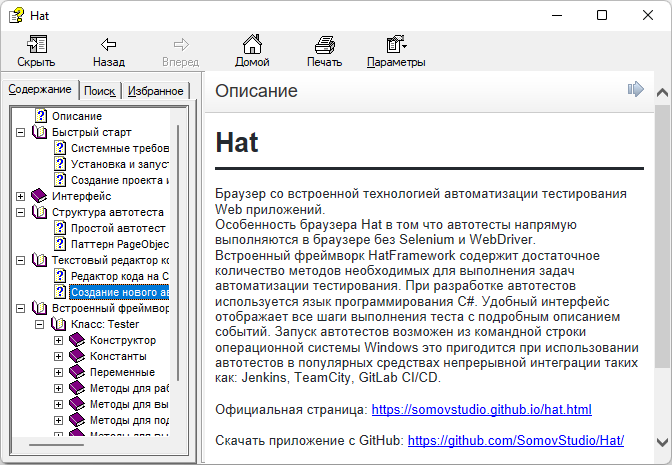 Hat
Скрыть
Назад
Вперед
Домой
Печать
Параметры
Содержание
Поиск
Избранное
Описание
Быстрый старт
Системные требов
Установка и запус
Создание проекта и
Интерфейс
Структура автотеста
Простой автотест
Паттерн PageObjec
Текстовый редактор ко
Редактор кода на C
Создание нового ав
Встроенный фреймвор
Класс: Tester
Конструктор
Константы
Переменные
Методы для раб
Методы для вы
Методы для под
Методы для вы
Описание
Hat
Браузер со встроенной технологией автоматизации тестирования
Web приложений.
Особенность браузера Hat в том что автотесты напрямую
выполняются в браузере без Selenium и WebDriver.
Встроенный фреймворк HatFramework содержит достаточное
количество методов необходимых для выполнения задач
автоматизации тестирования. При разработке автотестов
используется язык программирования C#. Удобный интерфейс
отображает все шаги выполнения теста с подробным описанием
событий. Запуск автотестов возможен из командной строки
операционной системы Windows это пригодится при использовании
автотестов в популярных средствах непрерывной интеграции таких
как: Jenkins, TeamCity, GitLab CI/CD.
Официальная страница: https://somovstudio.github.io/hat.html
Скачать приложение с GitHub: https://github.com/SomovStudio/Hat/